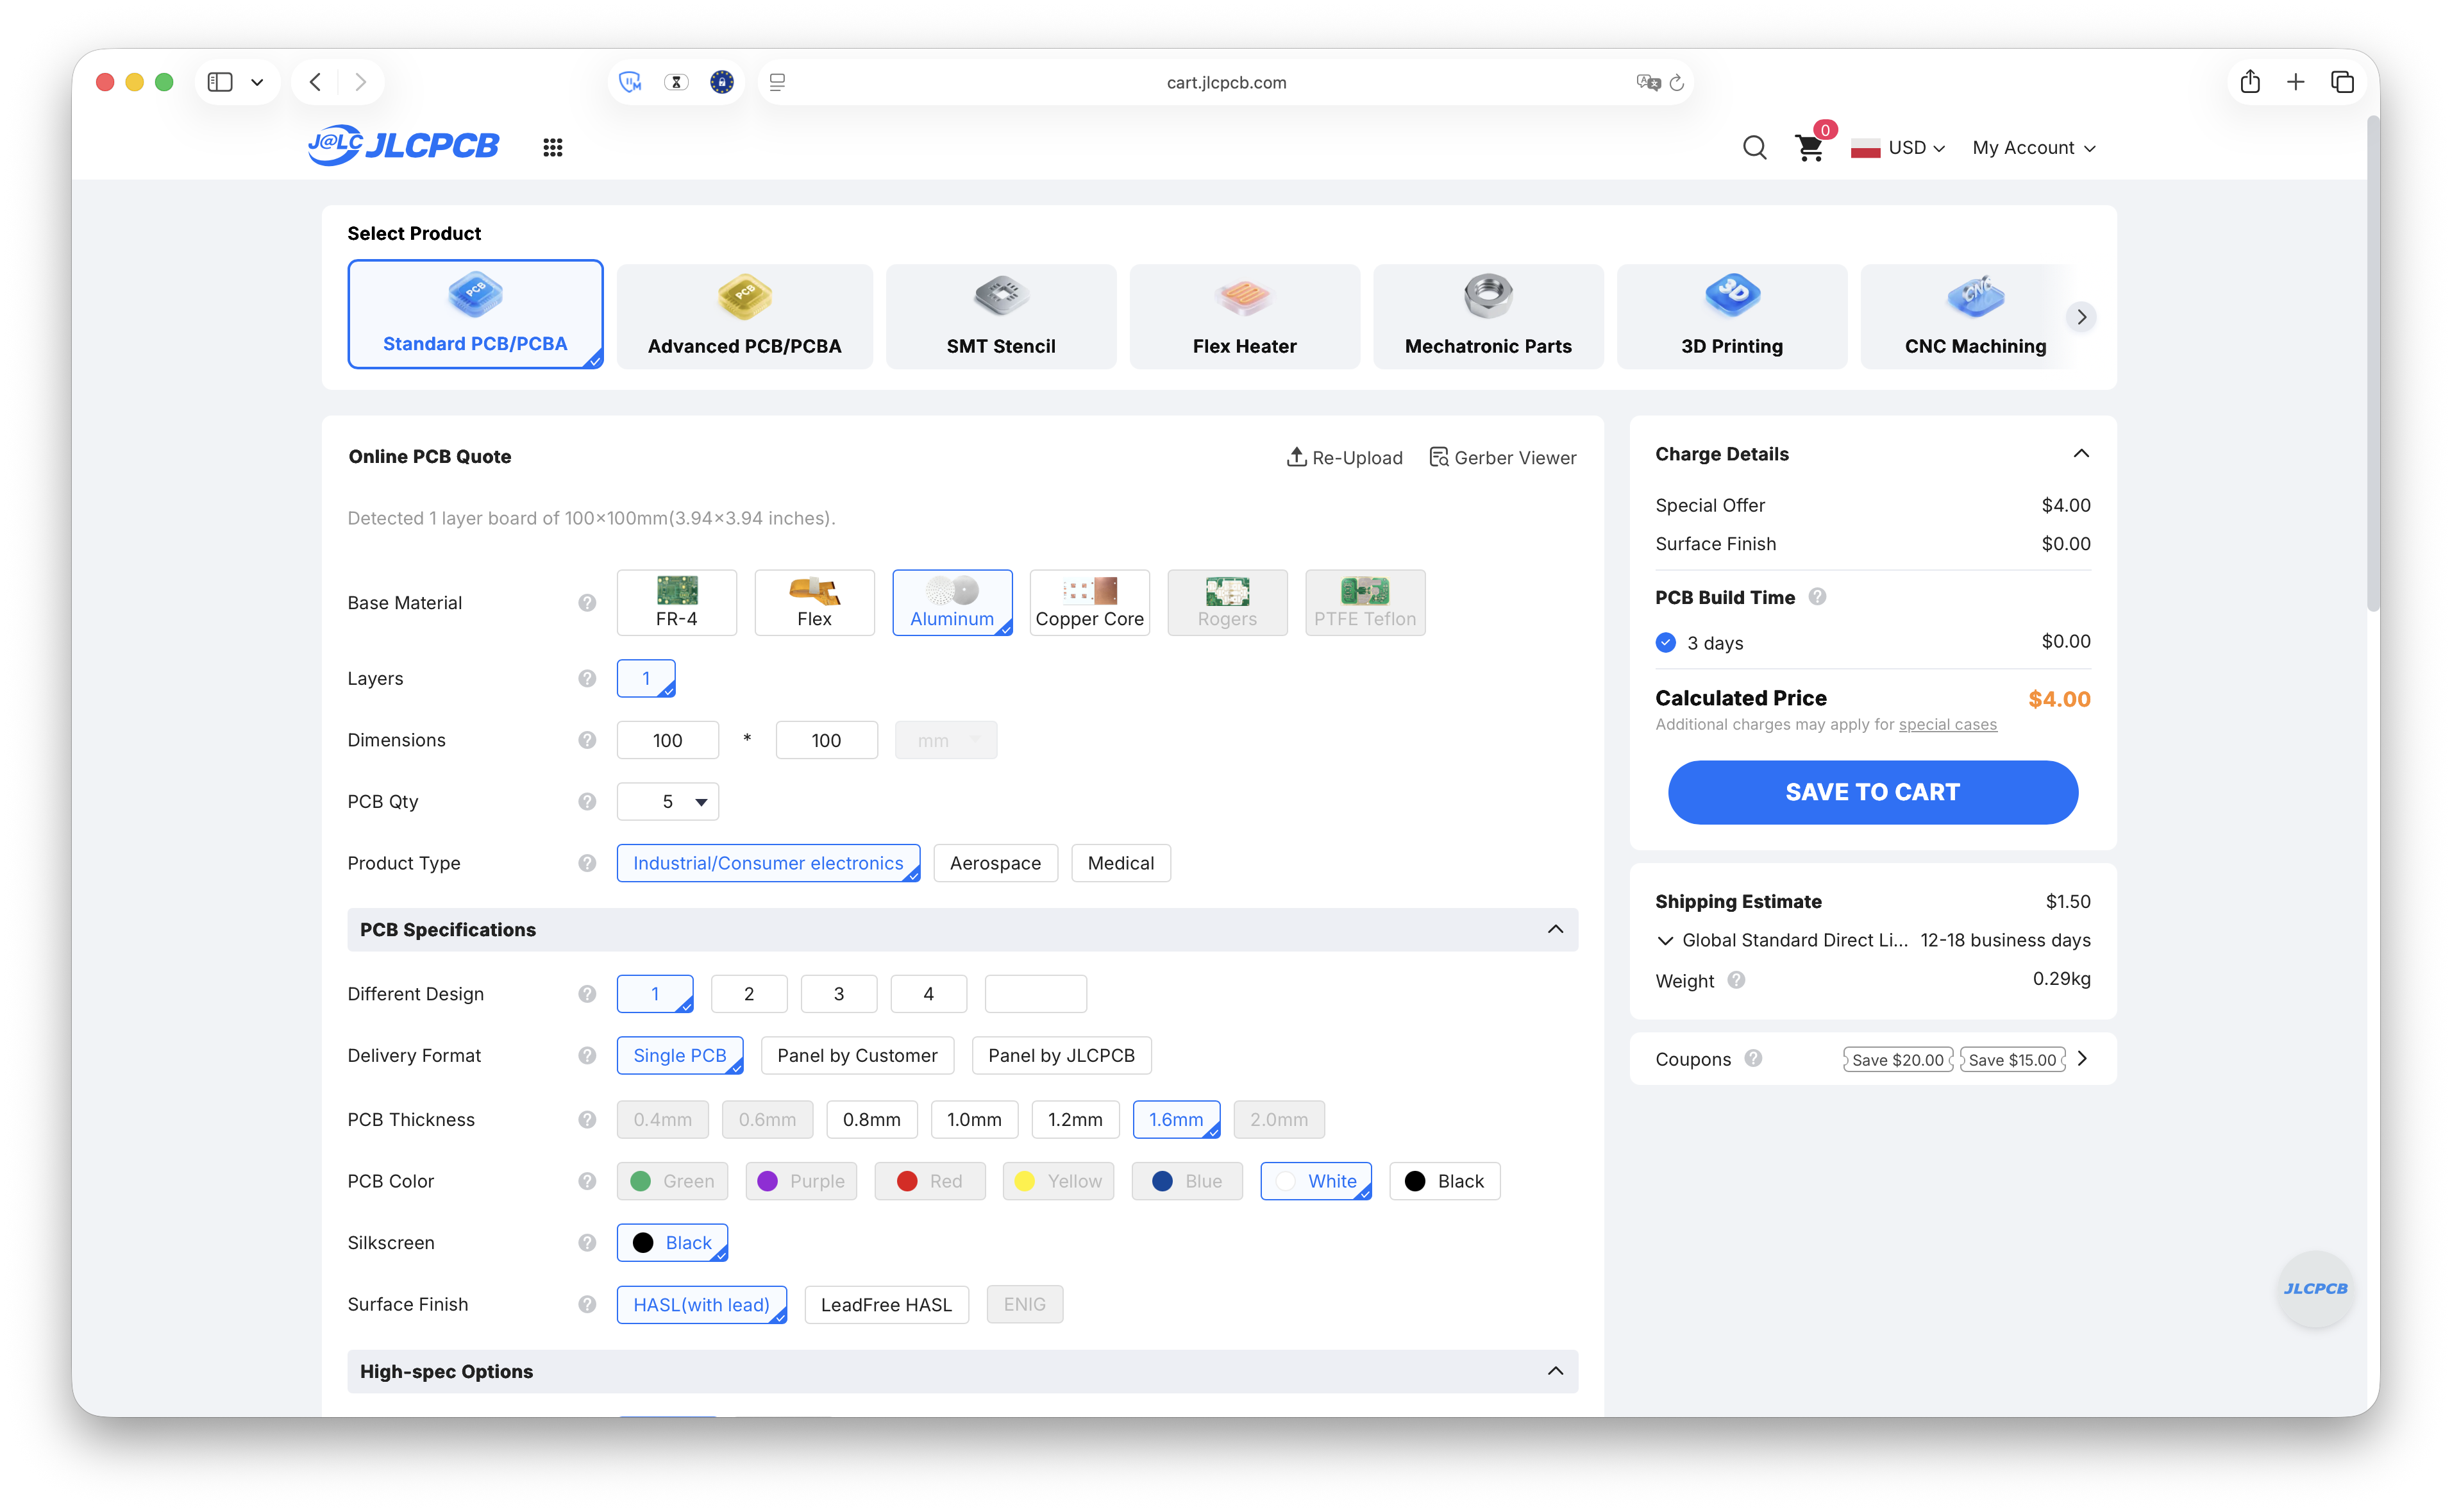 cart.jlcpcb.com
J@LC JLCPCB
0
USD
My Account
Select Product
PCB
Standard PCB/PCBA
PCB
Advanced PCB/PCBA
SMT Stencil
Flex Heater
Mechatronic Parts
3D
3D Printing
CNC
CNC Machining
Online PCB Quote
Re-Upload
Gerber Viewer
Detected 1 layer board of 100×100mm(3.94×3.94 inches).
Base Material ? FR-4 Flex Aluminum Copper Core Rogers PTFE Teflon
Layers ? 1
Dimensions ? 100 * 100 mm
PCB Qty ? 5
Product Type ? Industrial/Consumer electronics Aerospace Medical
PCB Specifications
Different Design ? 1 2 3 4
Delivery Format ? Single PCB Panel by Customer Panel by JLCPCB
PCB Thickness ? 0.4mm 0.6mm 0.8mm 1.0mm 1.2mm 1.6mm 2.0mm
PCB Color ? Green Purple Red Yellow Blue White Black
Silkscreen ? Black
Surface Finish ? HASL(with lead) LeadFree HASL ENIG
High-spec Options
Charge Details
Special Offer $4.00
Surface Finish $0.00
PCB Build Time ?
3 days $0.00
Calculated Price $4.00
Additional charges may apply for special cases
SAVE TO CART
Shipping Estimate $1.50
Global Standard Direct Li... 12-18 business days
Weight ? 0.29kg
Coupons ? Save $20.00 Save $15.00
JLCPCB